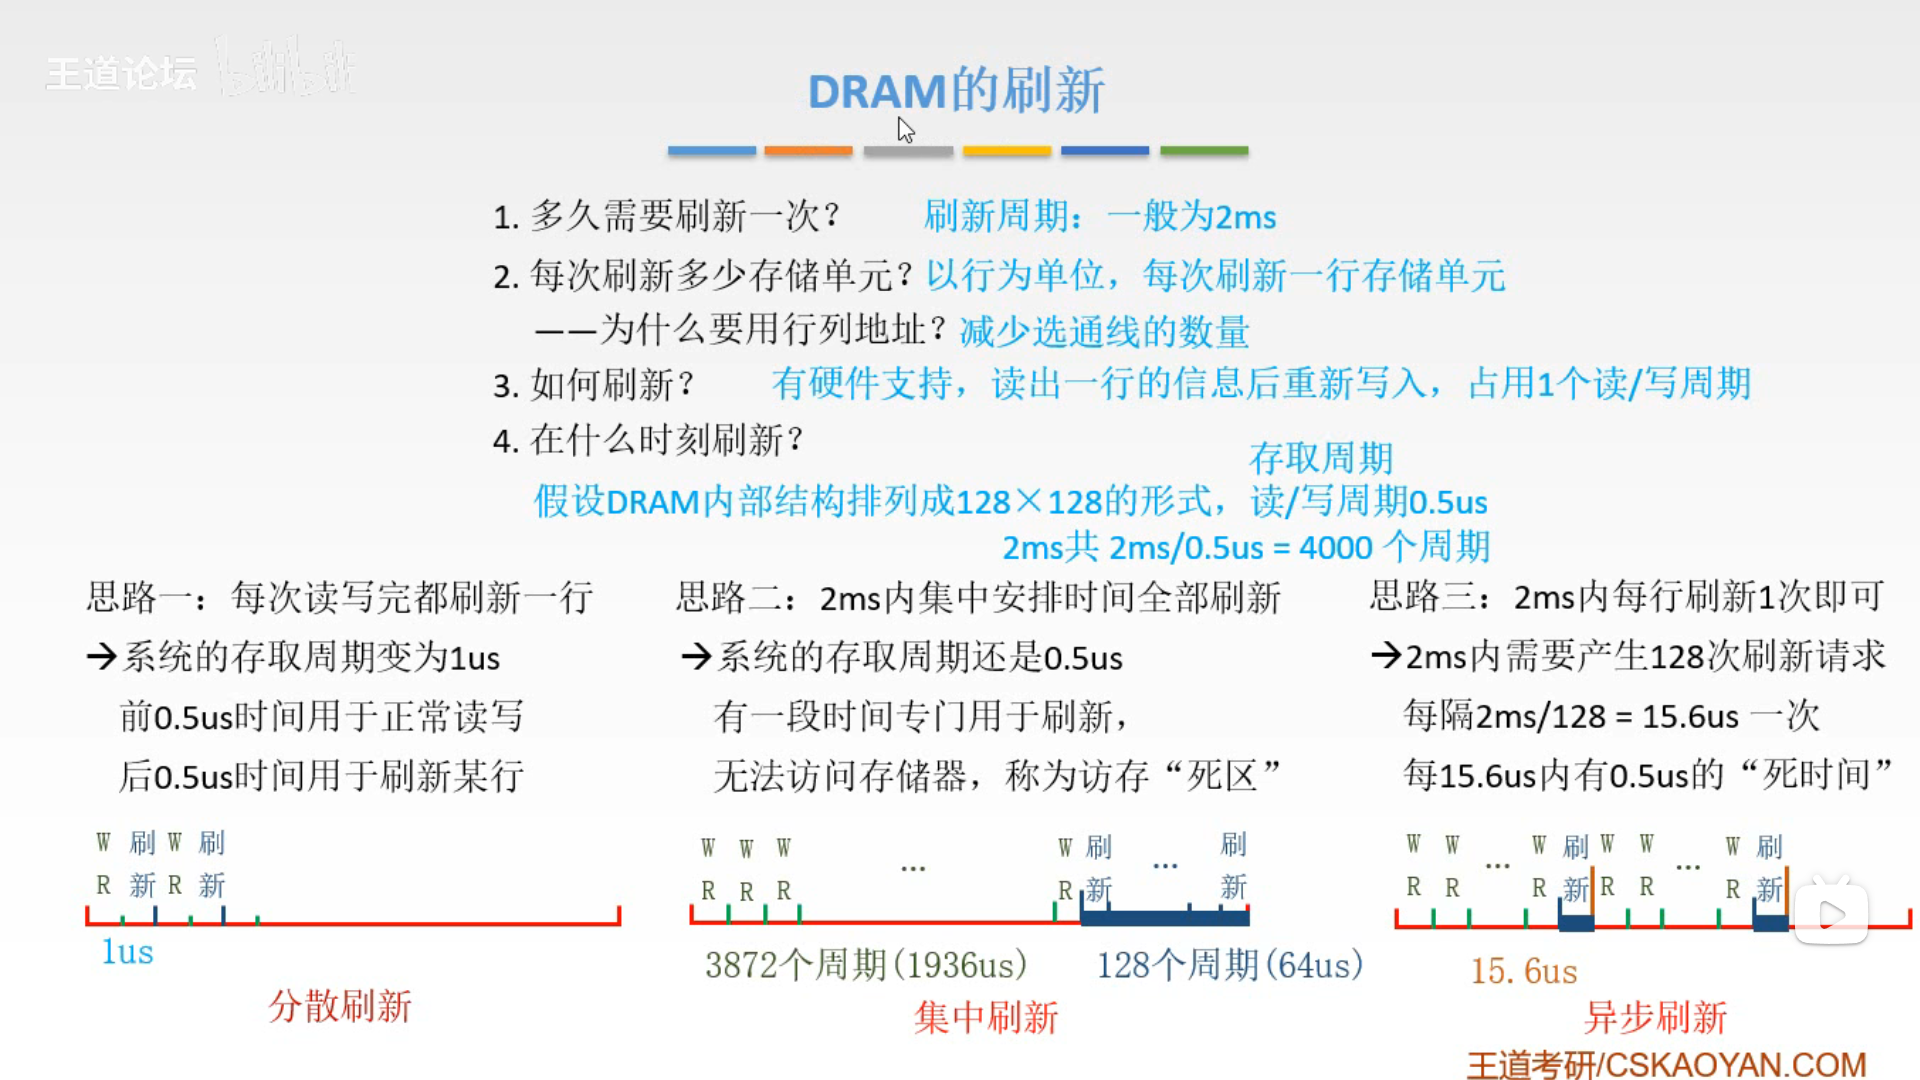 王道论坛 bilibili
DRAM的刷新
1. 多久需要刷新一次? 刷新周期：一般为2ms
2. 每次刷新多少存储单元? 以行为单位，每次刷新一行存储单元
——为什么要用行列地址? 减少选通线的数量
3. 如何刷新? 有硬件支持，读出一行的信息后重新写入，占用1个读/写周期
4. 在什么时刻刷新?
存取周期
假设DRAM内部结构排列成128×128的形式，读/写周期0.5us
2ms共 2ms/0.5us = 4000 个周期
思路一：每次读写完都刷新一行
→系统的存取周期变为1us
前0.5us时间用于正常读写
后0.5us时间用于刷新某行
W 刷 W 刷
R 新 R 新
1us
分散刷新
思路二：2ms内集中安排时间全部刷新
→系统的存取周期还是0.5us
有一段时间专门用于刷新，
无法访问存储器，称为访存“死区”
W W W ... W 刷 ... 刷
R R R R 新 新
3872个周期(1936us) 128个周期(64us)
集中刷新
思路三：2ms内每行刷新1次即可
→2ms内需要产生128次刷新请求
每隔2ms/128 = 15.6us 一次
每15.6us内有0.5us的“死时间”
W W ... W 刷 W W ... W 刷
R R R 新 R R R 新
15.6us
异步刷新
王道考研/CSKAOYAN.COM